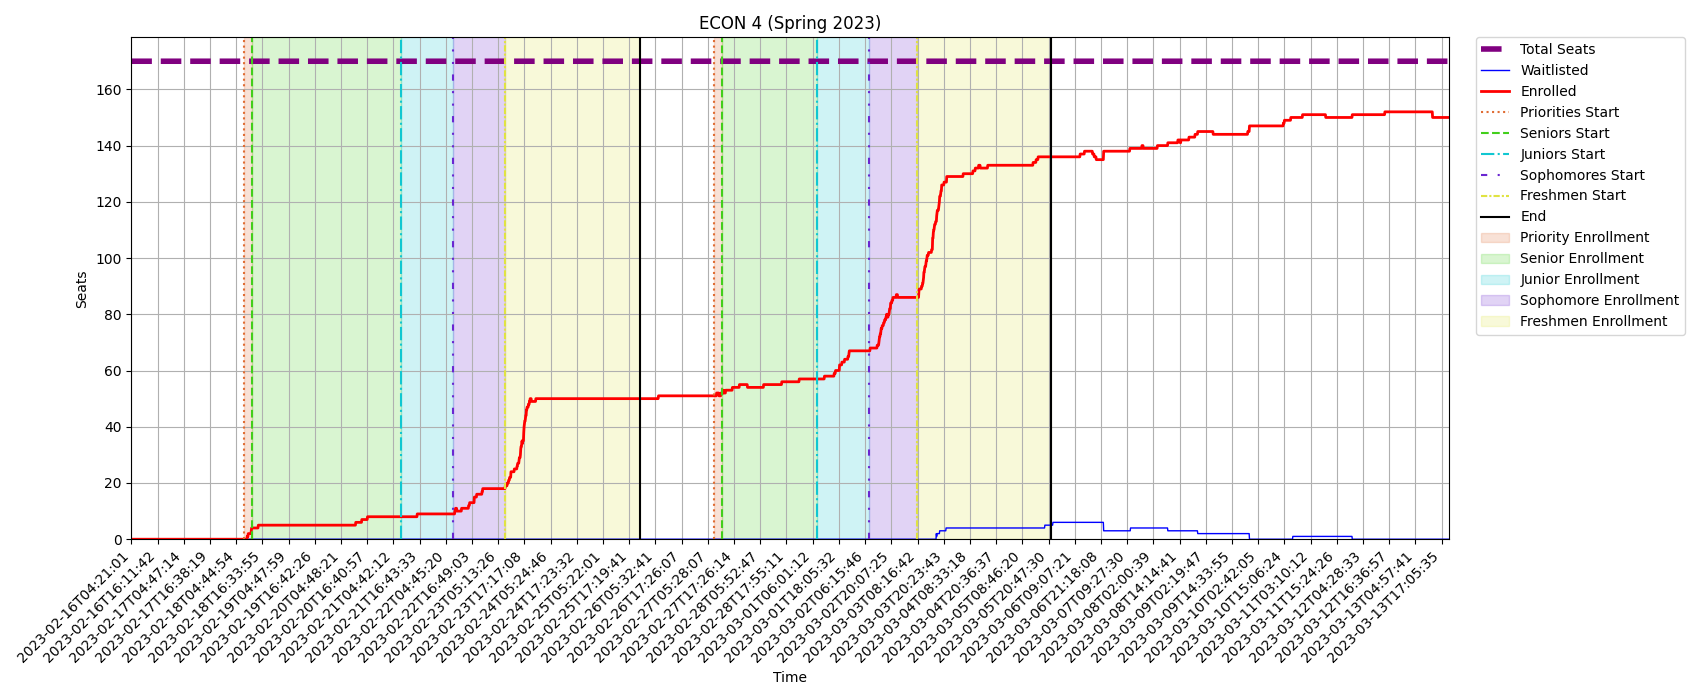 ECON 4 (Spring 2023)
Seats
160
140
120
100
80
60
40
20
0
2023-02-16T04:21:01
2023-02-16T16:11:42
2023-02-17T04:47:14
2023-02-17T16:38:19
2023-02-18T04:44:54
2023-02-18T16:33:55
2023-02-19T04:47:59
2023-02-19T16:42:26
2023-02-20T04:48:21
2023-02-20T16:40:57
2023-02-21T04:42:12
2023-02-21T16:43:33
2023-02-22T04:45:20
2023-02-22T16:49:03
2023-02-23T05:13:26
2023-02-23T17:17:08
2023-02-24T05:24:46
2023-02-24T17:23:32
2023-02-25T05:22:01
2023-02-25T17:19:41
2023-02-26T05:32:41
2023-02-26T17:26:07
2023-02-27T05:28:07
2023-02-27T17:26:14
2023-02-28T05:52:47
2023-02-28T17:55:11
2023-03-01T06:01:12
2023-03-01T18:05:32
2023-03-02T06:15:46
2023-03-02T20:07:25
2023-03-03T08:16:42
2023-03-03T20:23:43
2023-03-04T08:33:18
2023-03-04T20:36:37
2023-03-05T08:46:20
2023-03-05T20:47:30
2023-03-06T09:07:21
2023-03-06T21:18:08
2023-03-07T09:27:30
2023-03-08T02:00:39
2023-03-08T14:14:41
2023-03-09T02:19:47
2023-03-09T14:33:55
2023-03-10T02:42:05
2023-03-10T15:06:24
2023-03-11T03:10:12
2023-03-11T15:24:26
2023-03-12T04:28:33
2023-03-12T16:36:57
2023-03-13T04:57:41
2023-03-13T17:05:35
Time
Total Seats
Waitlisted
Enrolled
Priorities Start
Seniors Start
Juniors Start
Sophomores Start
Freshmen Start
End
Priority Enrollment
Senior Enrollment
Junior Enrollment
Sophomore Enrollment
Freshmen Enrollment